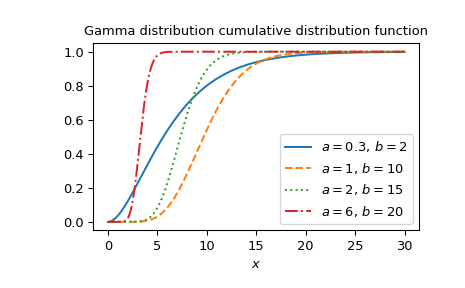 Gamma distribution cumulative distribution function
1.0
0.8
0.6
0.4
0.2
0.0
a = 0.3, b = 2
a = 1, b = 10
a = 2, b = 15
a = 6, b = 20
0 5 10 15 20 25 30
x